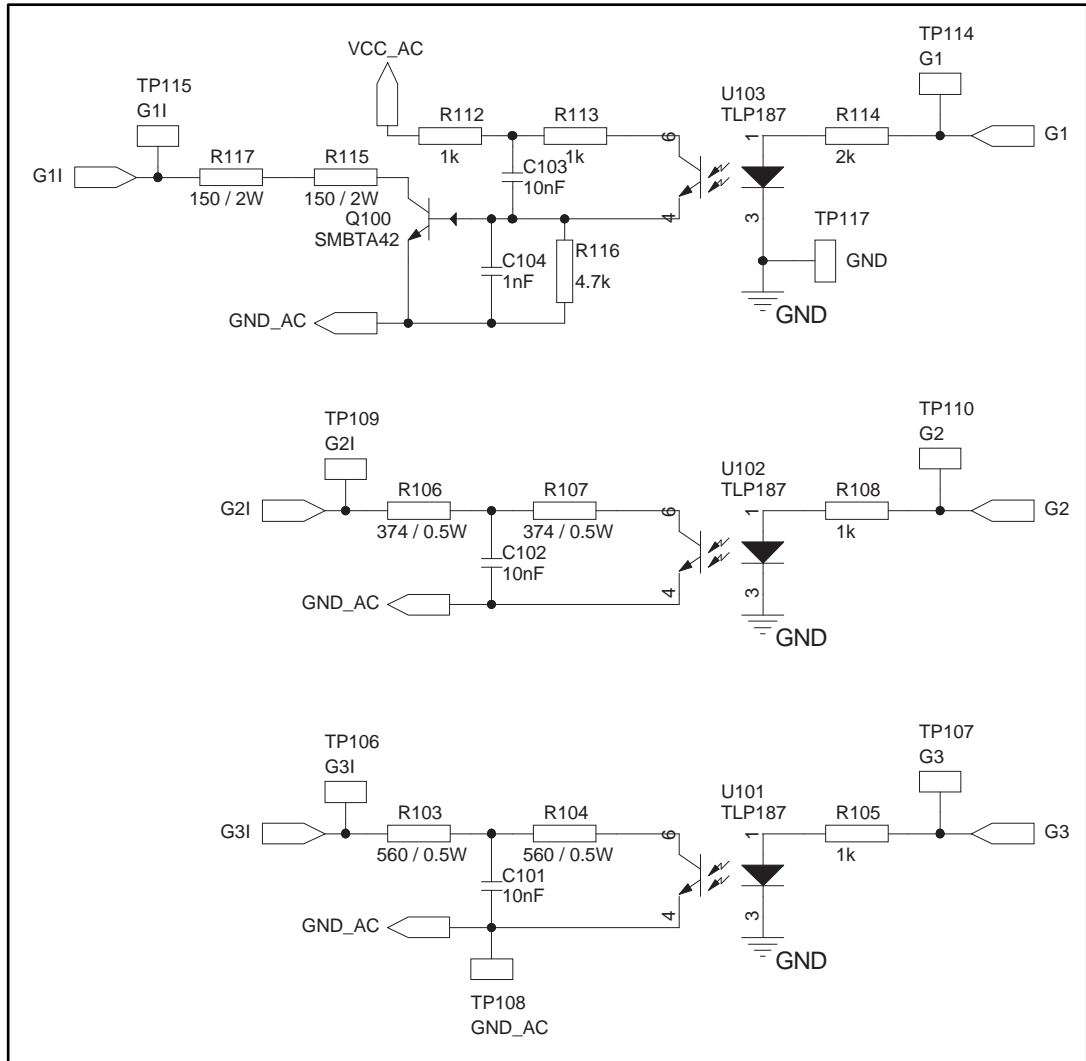 VCC_AC
TP114
G1
TP115
G1I
U103
TLP187
R112
R113
R114
1
6
1k
1k
2k
G1
C103
10nF
G1I
R117
R115
150 / 2W
150 / 2W
Q100
SMBTA42
4
3
TP117
GND
R116
4.7k
C104
1nF
GND_AC
GND
TP109
G2I
TP110
G2
U102
TLP187
G2I
R106
R107
6
1
R108
G2
374 / 0.5W
374 / 0.5W
1k
C102
10nF
GND_AC
4
3
GND
TP106
G3I
TP107
G3
U101
TLP187
G3I
R103
R104
6
1
R105
G3
560 / 0.5W
560 / 0.5W
1k
C101
10nF
GND_AC
4
3
GND
TP108
GND_AC